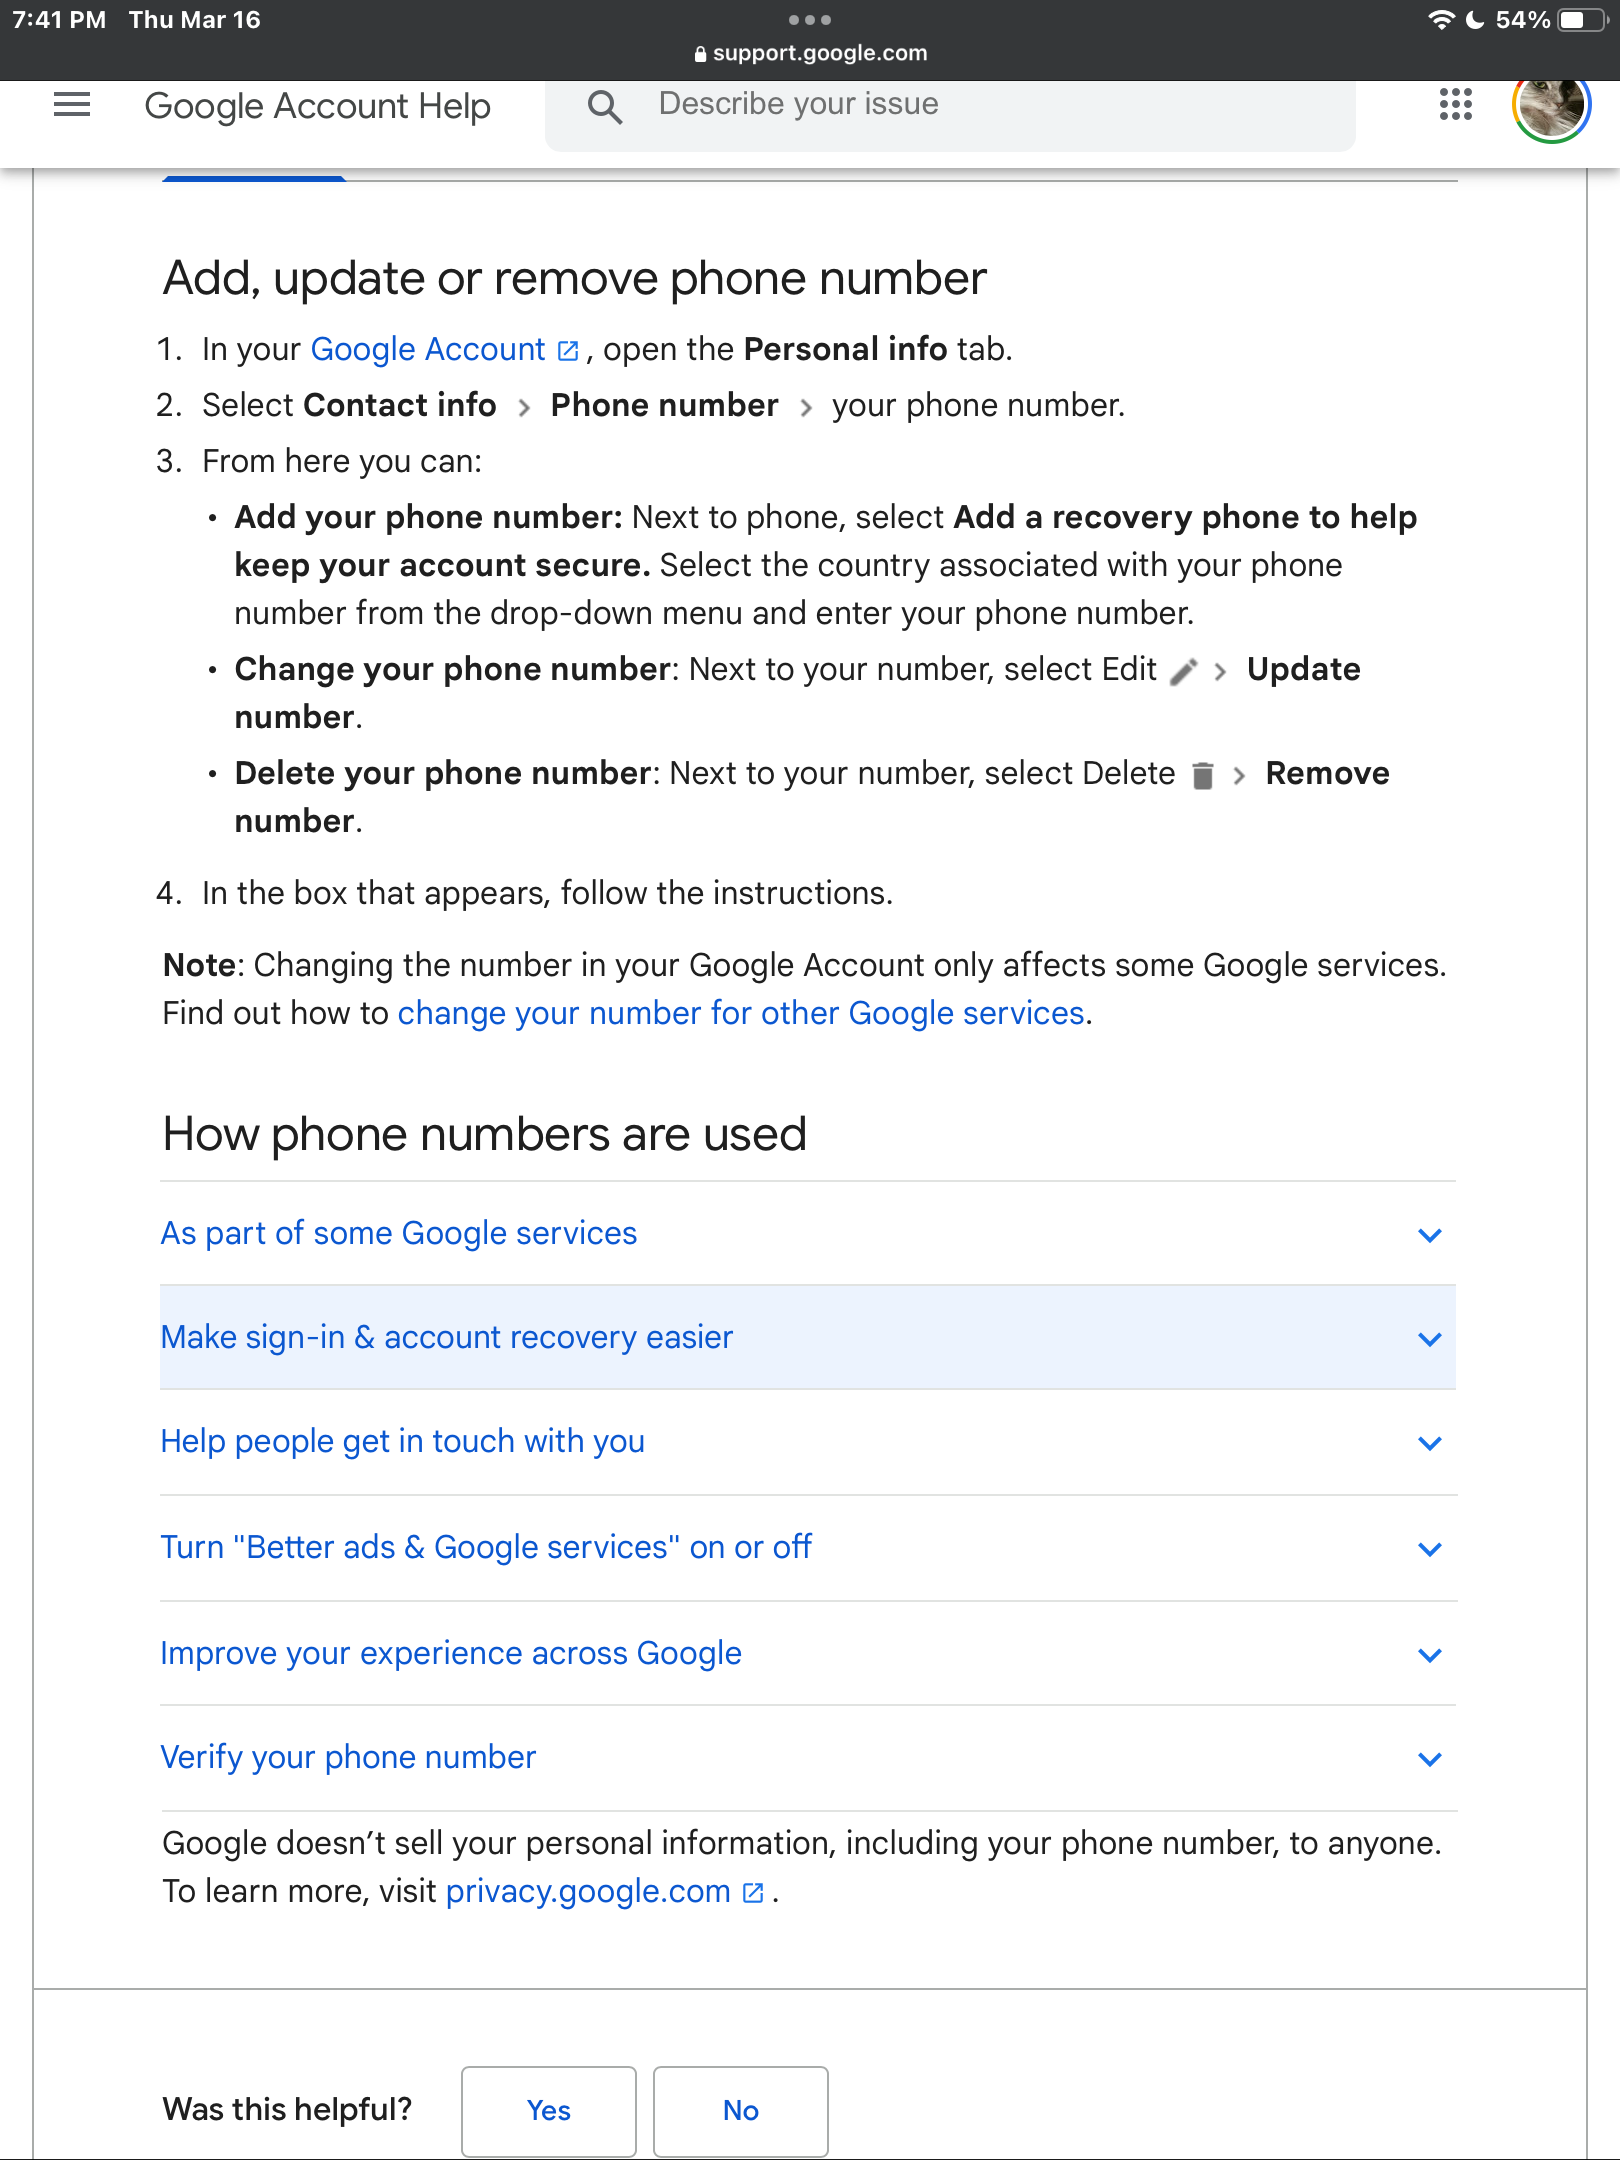 7:41 PM Thu Mar 16
54%
support.google.com
Google Account Help
Describe your issue
Add, update or remove phone number
1. In your Google Account , open the Personal info tab.
2. Select Contact info > Phone number > your phone number.
3. From here you can:
• Add your phone number: Next to phone, select Add a recovery phone to help
keep your account secure. Select the country associated with your phone
number from the drop-down menu and enter your phone number.
• Change your phone number: Next to your number, select Edit > Update
number.
• Delete your phone number: Next to your number, select Delete > Remove
number.
4. In the box that appears, follow the instructions.
Note: Changing the number in your Google Account only affects some Google services.
Find out how to change your number for other Google services.
How phone numbers are used
As part of some Google services
Make sign-in & account recovery easier
Help people get in touch with you
Turn "Better ads & Google services" on or off
Improve your experience across Google
Verify your phone number
Google doesn’t sell your personal information, including your phone number, to anyone.
To learn more, visit privacy.google.com .
Was this helpful?
Yes
No